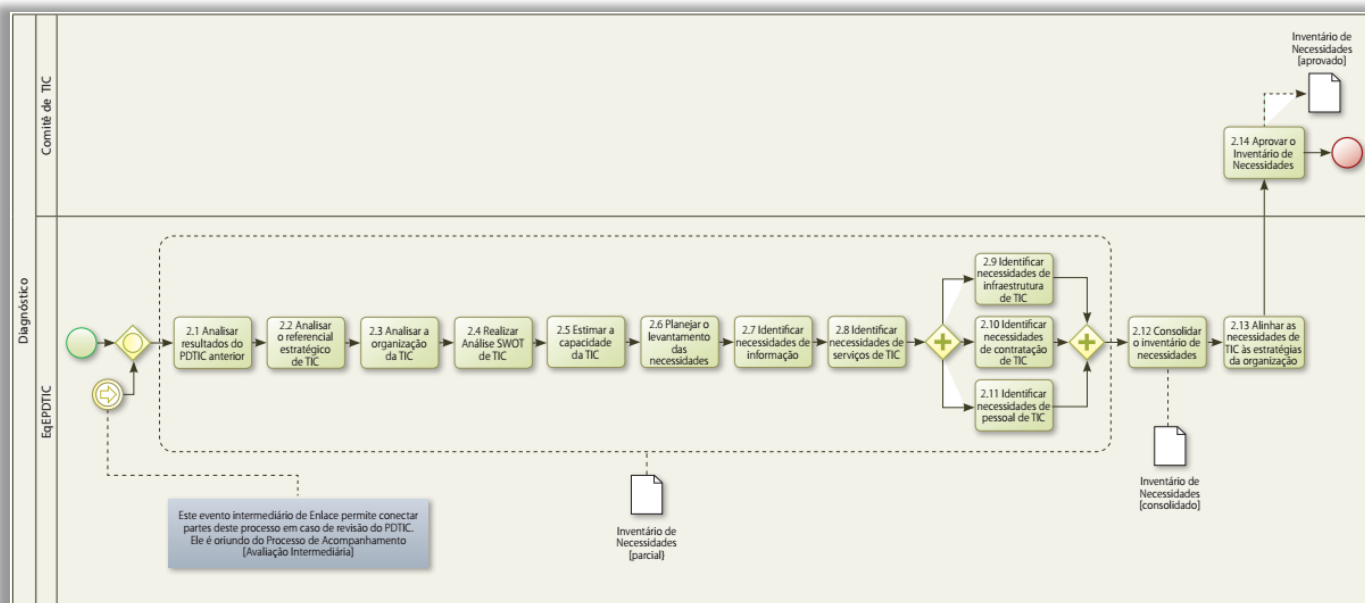 Diagnóstico
Comitê de TIC
Inventário de
Necessidades
[aprovado]
2.14 Aprovar o
Inventário de
Necessidades
EqEPDTIC
2.1 Analisar
resultados do
PDTIC anterior
2.2 Analisar
o referencial
estratégico
de TIC
2.3 Analisar a
organização
da TIC
2.4 Realizar
Análise SWOT
de TIC
2.5 Estimar a
capacidade
da TIC
2.6 Planejar o
levantamento
das
necessidades
2.7 Identificar
necessidades de
informação
2.8 Identificar
necessidades de
serviços de TIC
2.9 Identificar
necessidades de
infraestrutura
de TIC
2.10 Identificar
necessidades
de contratação
de TIC
2.11 Identificar
necessidades de
pessoal de TIC
2.12 Consolidar
o inventário de
necessidades
2.13 Alinhar as
necessidades de
TIC às estratégias
da organização
Este evento intermediário de Enlace permite conectar
partes deste processo em caso de revisão do PDTIC.
Ele é oriundo do Processo de Acompanhamento
[Avaliação Intermediária]
Inventário de
Necessidades
[parcial}
Inventário de
Necessidades
[consolidado]